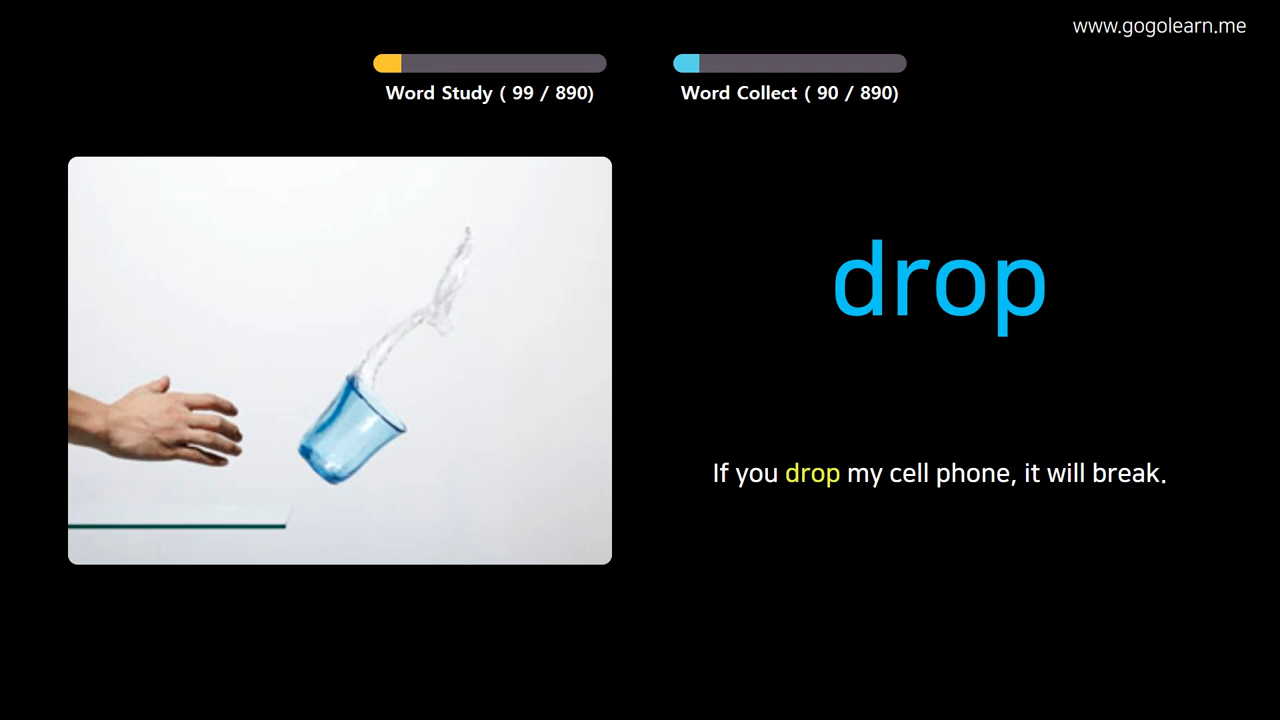 www.gogolearn.me
Word Study ( 99 / 890)
Word Collect ( 90 / 890)
drop
If you drop my cell phone, it will break.